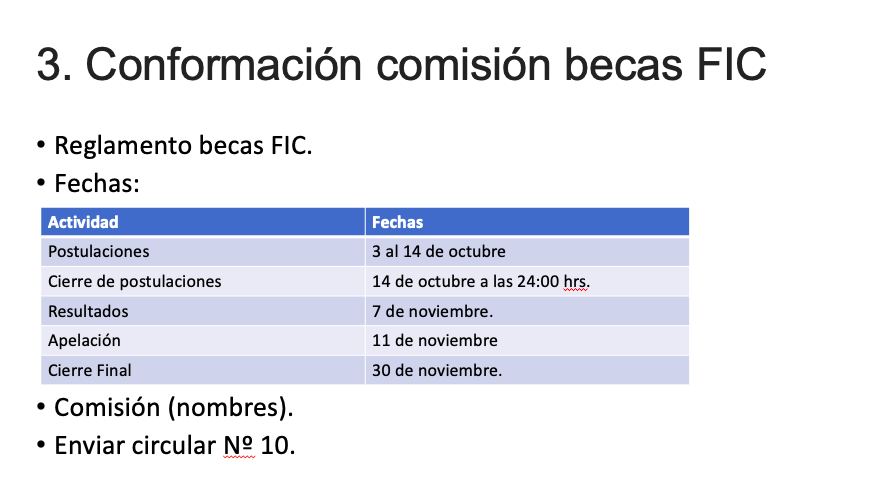 3. Conformación comisión becas FIC
• Reglamento becas FIC.
• Fechas:
Actividad Fechas
Postulaciones 3 al 14 de octubre
Cierre de postulaciones 14 de octubre a las 24:00 hrs.
Resultados 7 de noviembre.
Apelación 11 de noviembre
Cierre Final 30 de noviembre.
• Comisión (nombres).
• Enviar circular Nº 10.